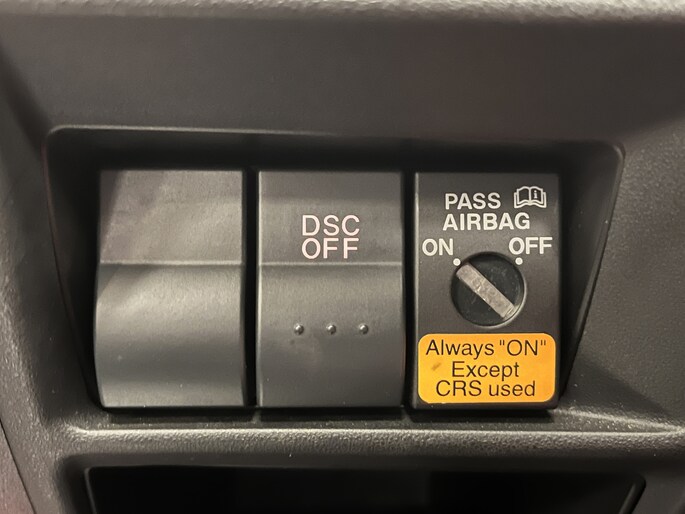 DSC
OFF
PASS
AIRBAG
ON OFF
Always "ON"
Except
CRS used